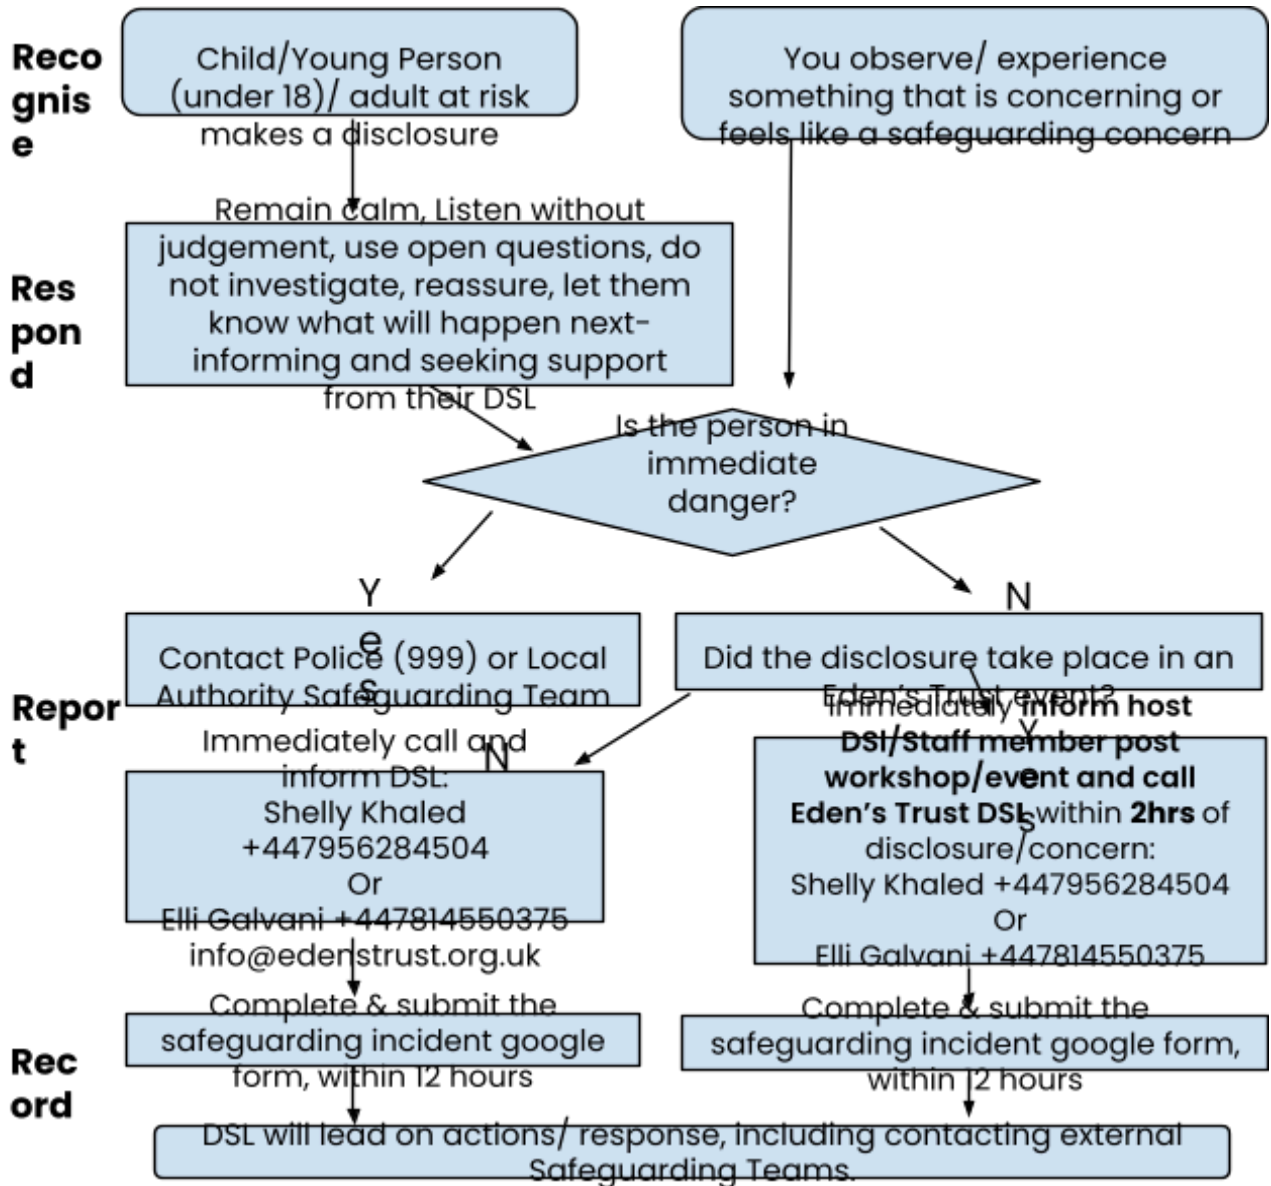 Reco
gnis
e
Child/Young Person
(under 18)/ adult at risk
makes a disclosure
You observe/ experience
something that is concerning or
feels like a safeguarding concern
Res
pon
d
Remain calm, Listen without
judgement, use open questions, do
not investigate, reassure, let them
know what will happen next-
informing and seeking support
from their DSL
Is the person in
immediate
danger?
Y
e
s
N
Contact Police (999) or Local
Authority Safeguarding Team
Did the disclosure take place in an
Eden's Trust event?
Repor
t
N
Immediately call and
inform DSL:
Shelly Khaled
+447956284504
Or
Elli Galvani +447814550375
info@edenstrust.org.uk
Y
e
s
Immediately inform host
DSl/Staff member post
workshop/event and call
Eden's Trust DSL within 2hrs of
disclosure/concern:
Shelly Khaled +447956284504
Or
Elli Galvani +447814550375
Rec
ord
Complete & submit the
safeguarding incident google
form, within 12 hours
Complete & submit the
safeguarding incident google form,
within 12 hours
DSL will lead on actions/ response, including contacting external
Safeguarding Teams.